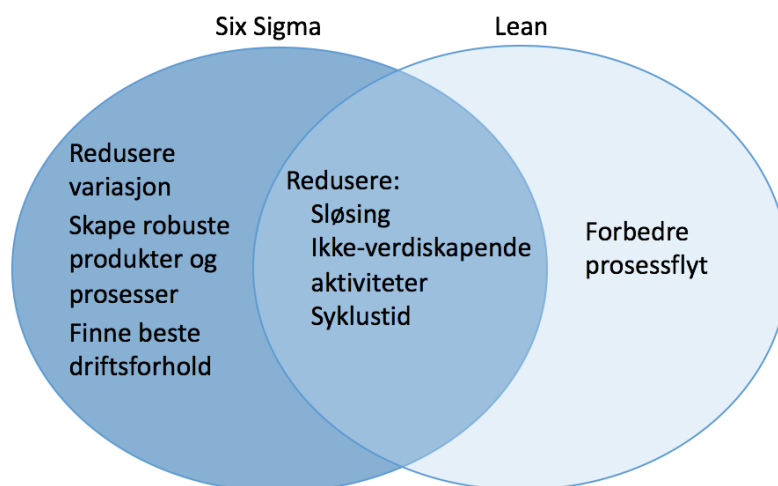 Six Sigma
Lean
Redusere
variasjon
Skape robuste
produkter og
prosesser
Finne beste
driftsforhold
Redusere:
Sløsing
Ikke-verdiskapende
aktiviteter
Syklustid
Forbedre
prosessflyt